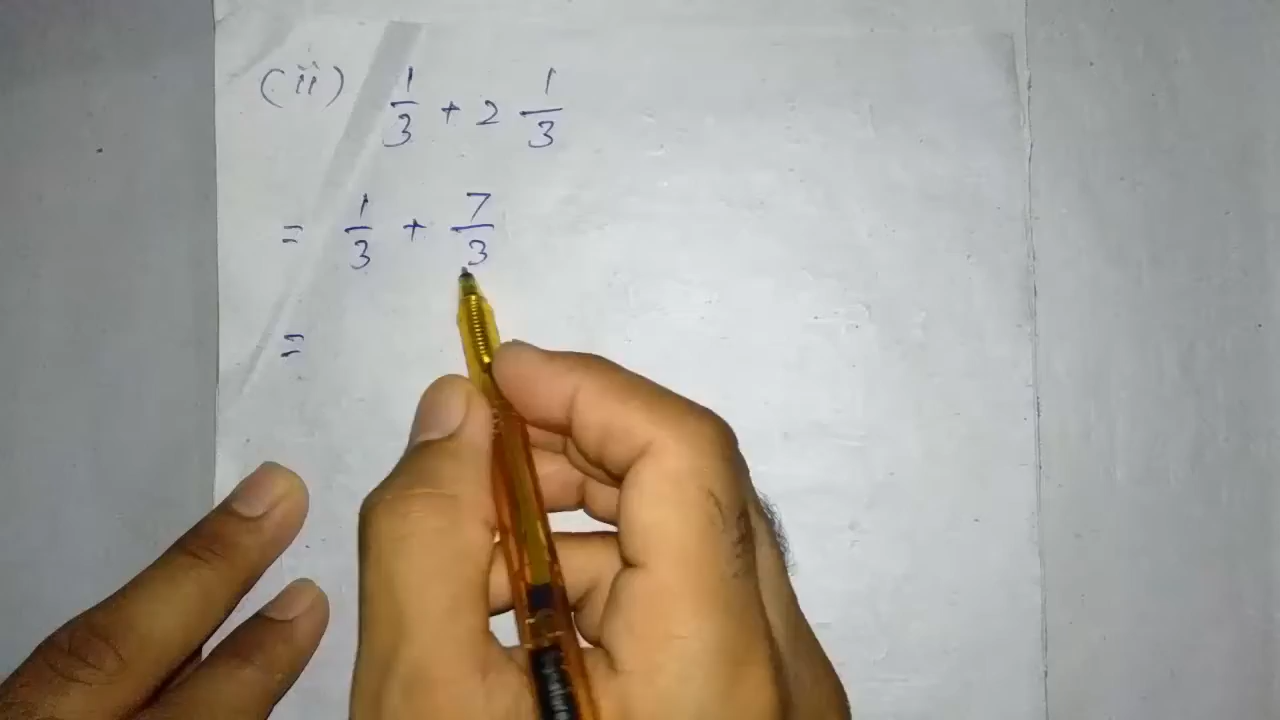 (ii) 1/3 + 2 1/3
= 1/3 + 7/3
=